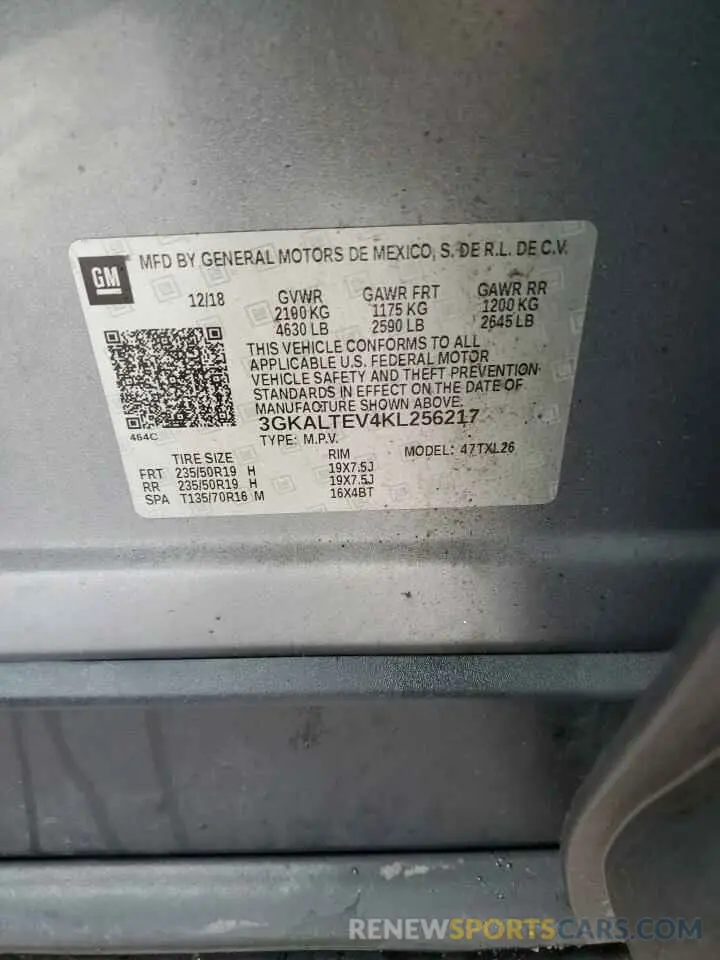 GM
MFD BY GENERAL MOTORS DE MEXICO, S. DE R.L. DE C.V.
12/18 GVWR GAWR FRT GAWR RR
2100 KG 1175 KG 1200 KG
4630 LB 2590 LB 2645 LB
THIS VEHICLE CONFORMS TO ALL
APPLICABLE U.S. FEDERAL MOTOR
VEHICLE SAFETY AND THEFT PREVENTION
STANDARDS IN EFFECT ON THE DATE OF
MANUFACTURE SHOWN ABOVE.
464C
3GKALTEV4KL256217
TYPE: M.P.V. MODEL: 47TXL26
TIRE SIZE RIM
FRT 235/50R19 H 19X7.5J
RR 235/50R19 H 19X7.5J
SPA T135/70R16 M 16X4BT
RENEWSPORTSCARS.COM